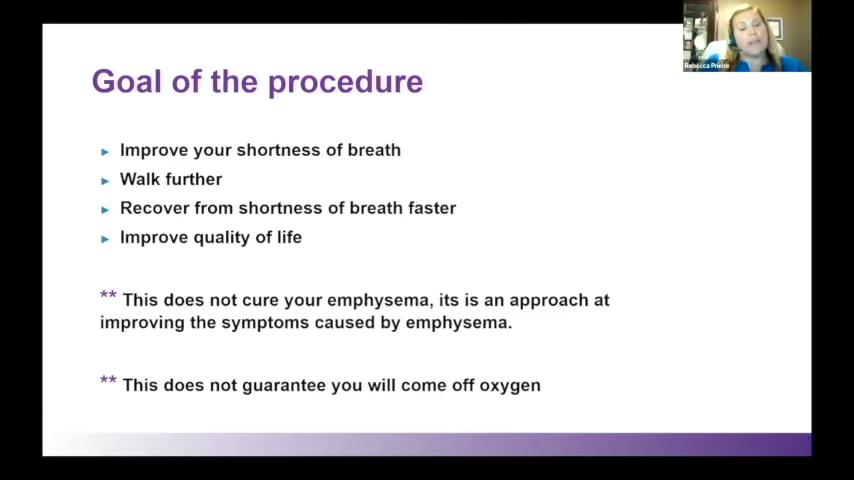 Rebecca Priebe
Goal of the procedure
► Improve your shortness of breath
► Walk further
► Recover from shortness of breath faster
► Improve quality of life
** This does not cure your emphysema, its is an approach at
improving the symptoms caused by emphysema.
** This does not guarantee you will come off oxygen